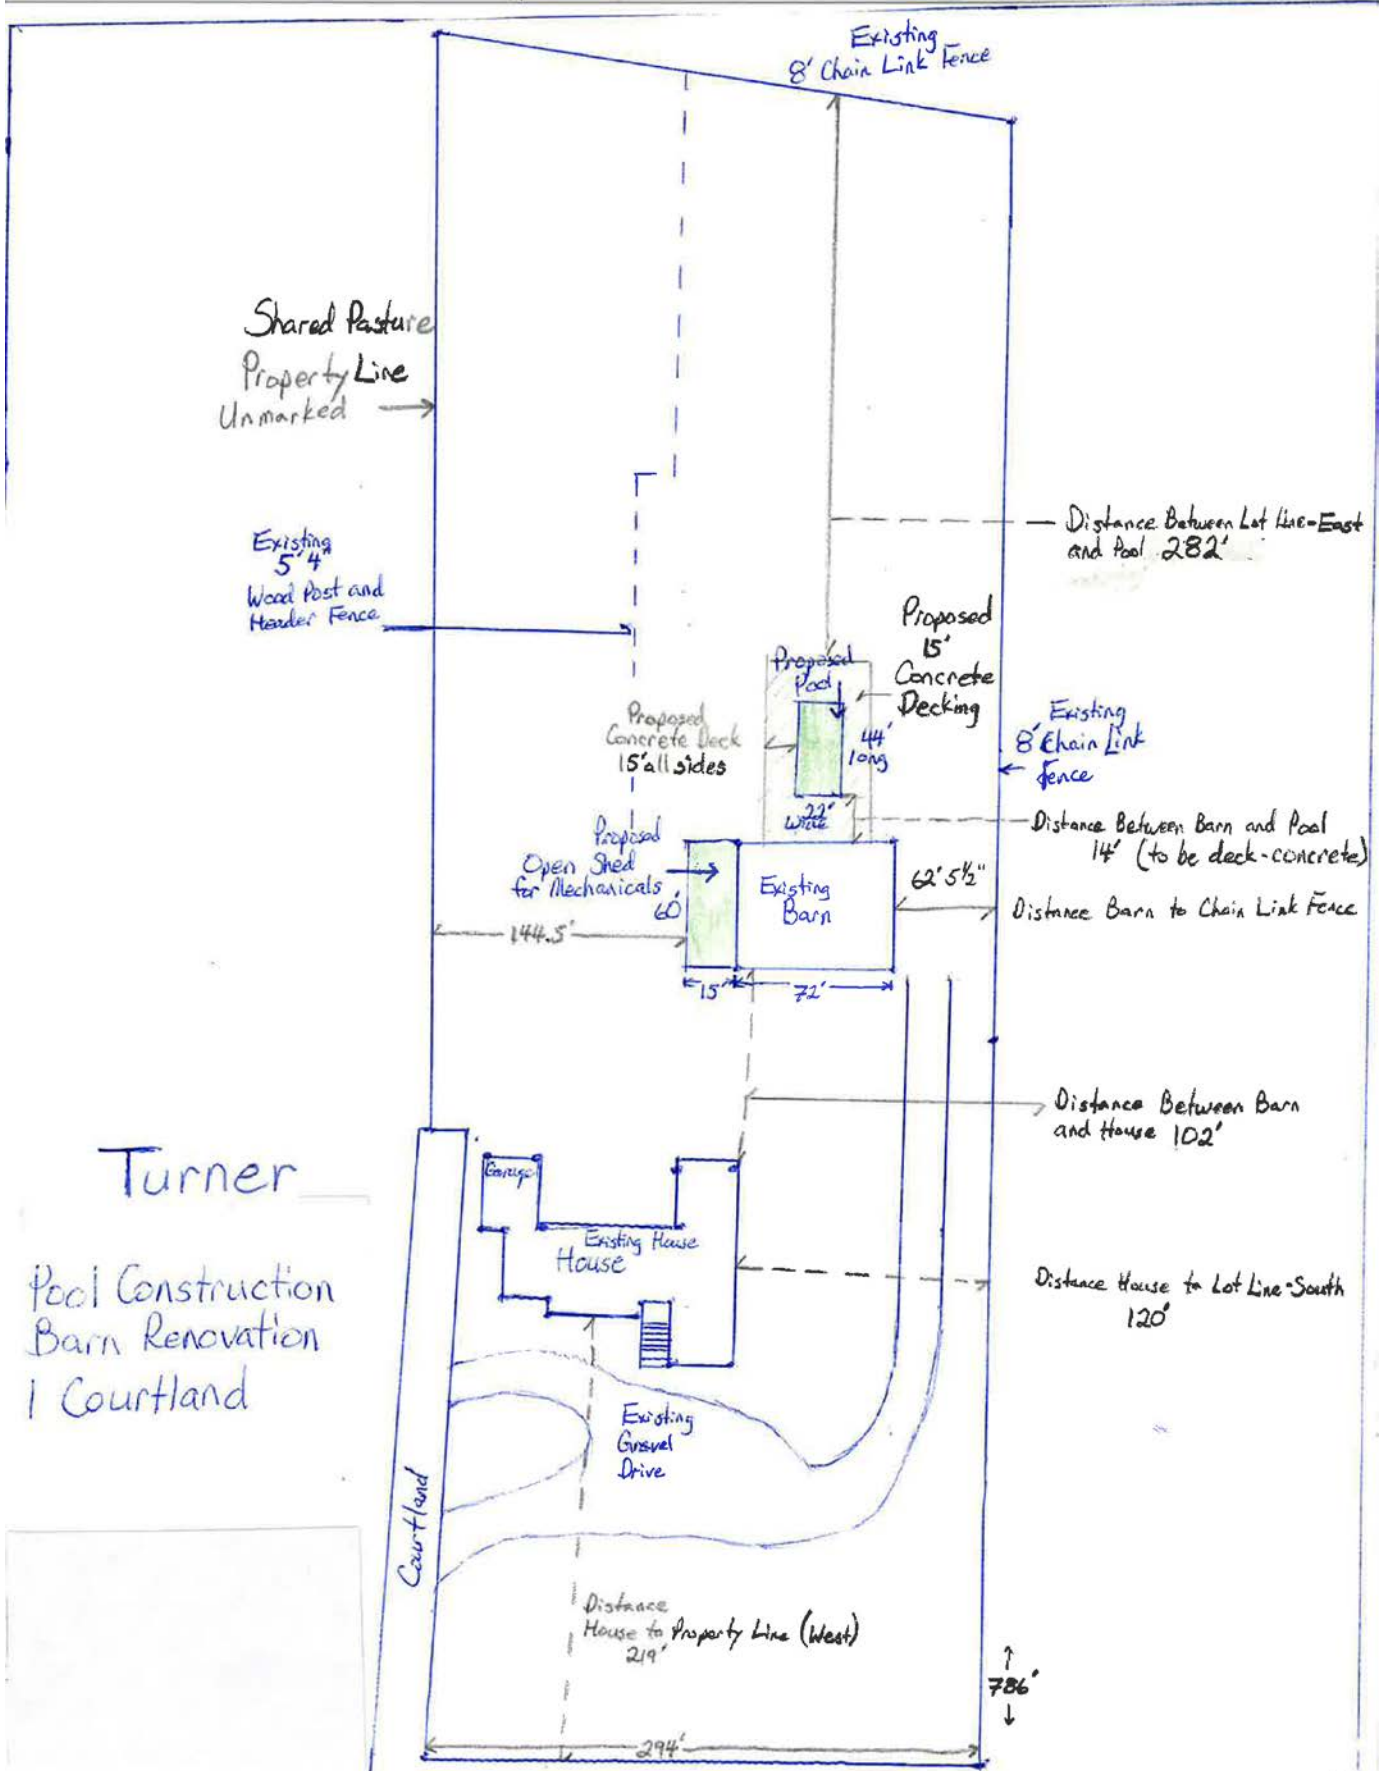 Existing
8' Chain Link Fence
Shared Pasture
Property Line
Unmarked
Existing
5' 4"
Wood Post and
Header Fence
Distance Between Lot Line-East
and Pool 282'
Proposed
15'
Concrete
Decking
Proposed
Pool
44'
long
22'
Wide
Proposed
Concrete Deck
15' all sides
Existing
8' Chain Link
fence
Distance Between Barn and Pool
14' (to be deck-concrete)
Proposed
Open Shed
for Mechanicals
60'
Existing
Barn
62' 5½"
Distance Barn to Chain Link Fence
144.5'
15'
72'
Distance Between Barn
and House 102'
Turner
Pool Construction
Barn Renovation
1 Courtland
Garage
Existing House
House
Distance House to Lot Line-South
120'
Existing
Gravel
Drive
Courtland
Distance
House to Property Line (West)
219'
786'
294'